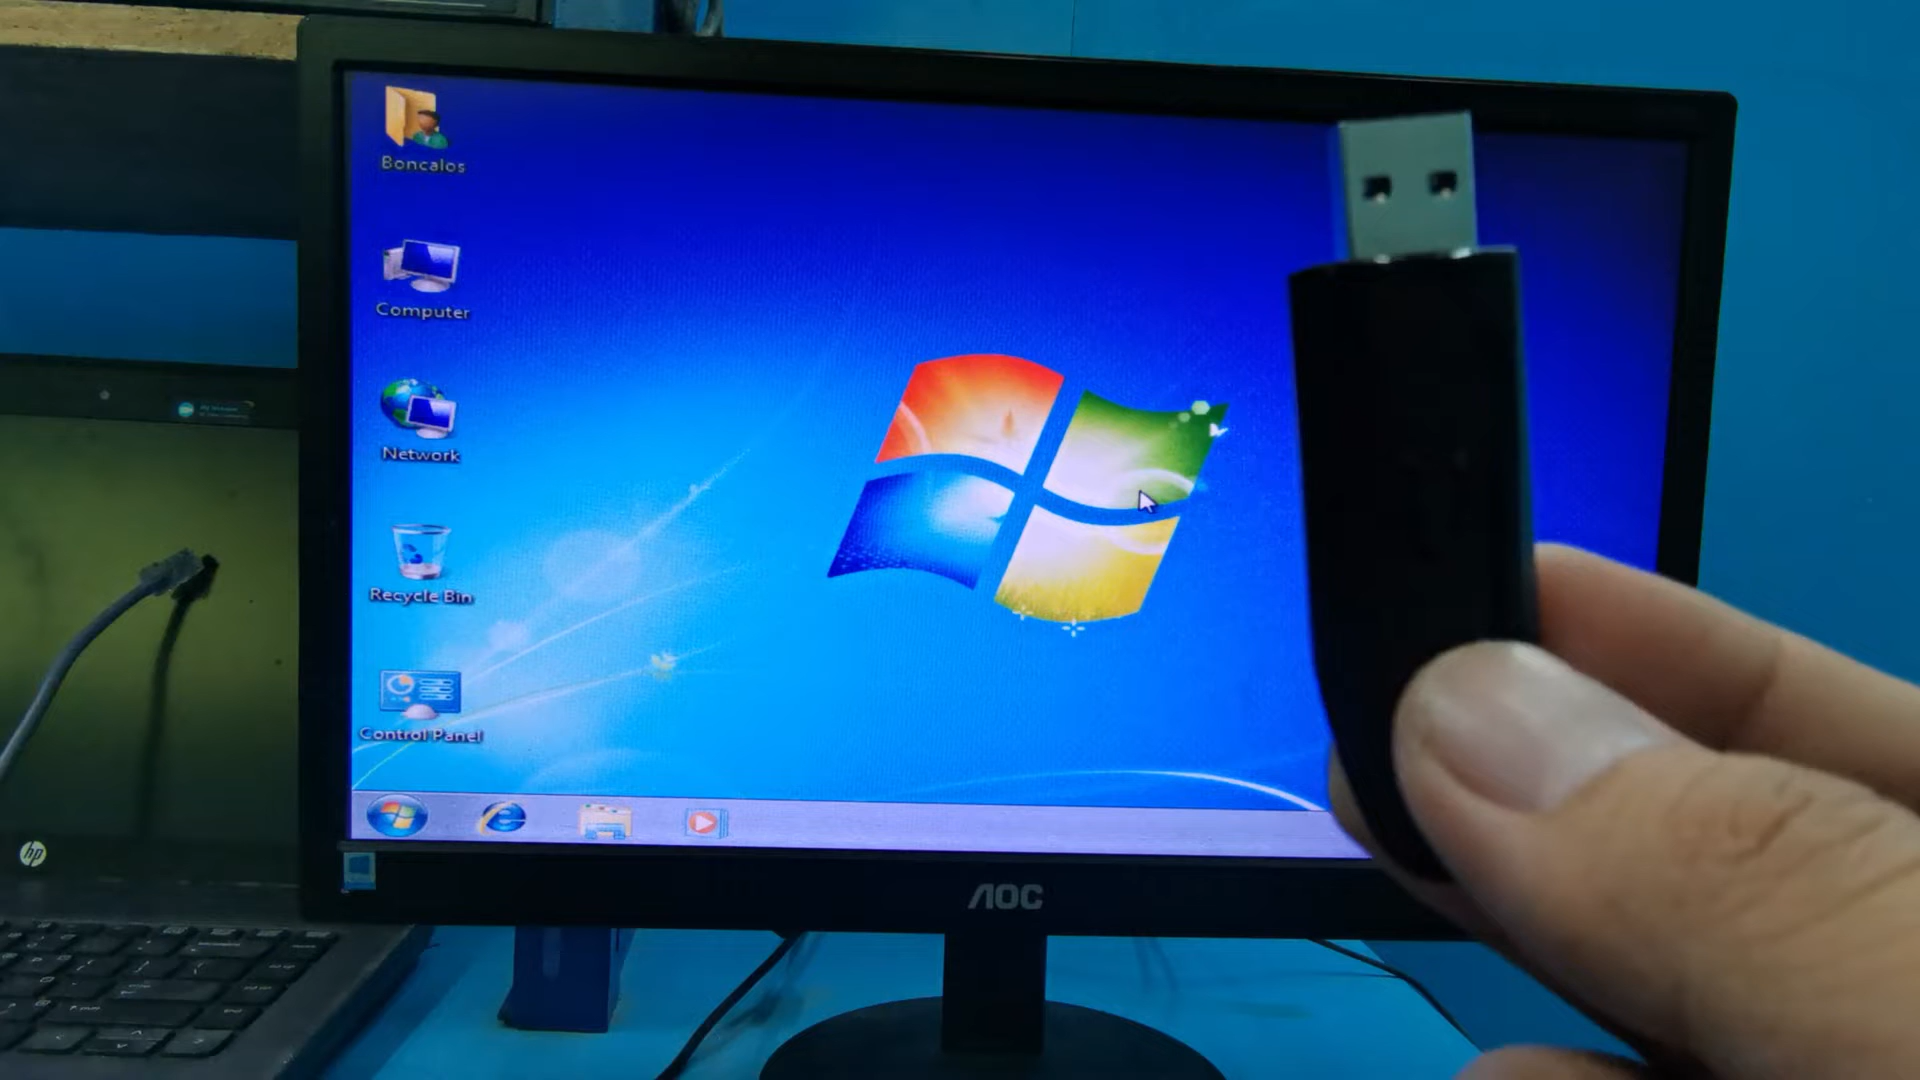 Boncalos
Computer
Network
Recycle Bin
Control Panel
hp
AOC